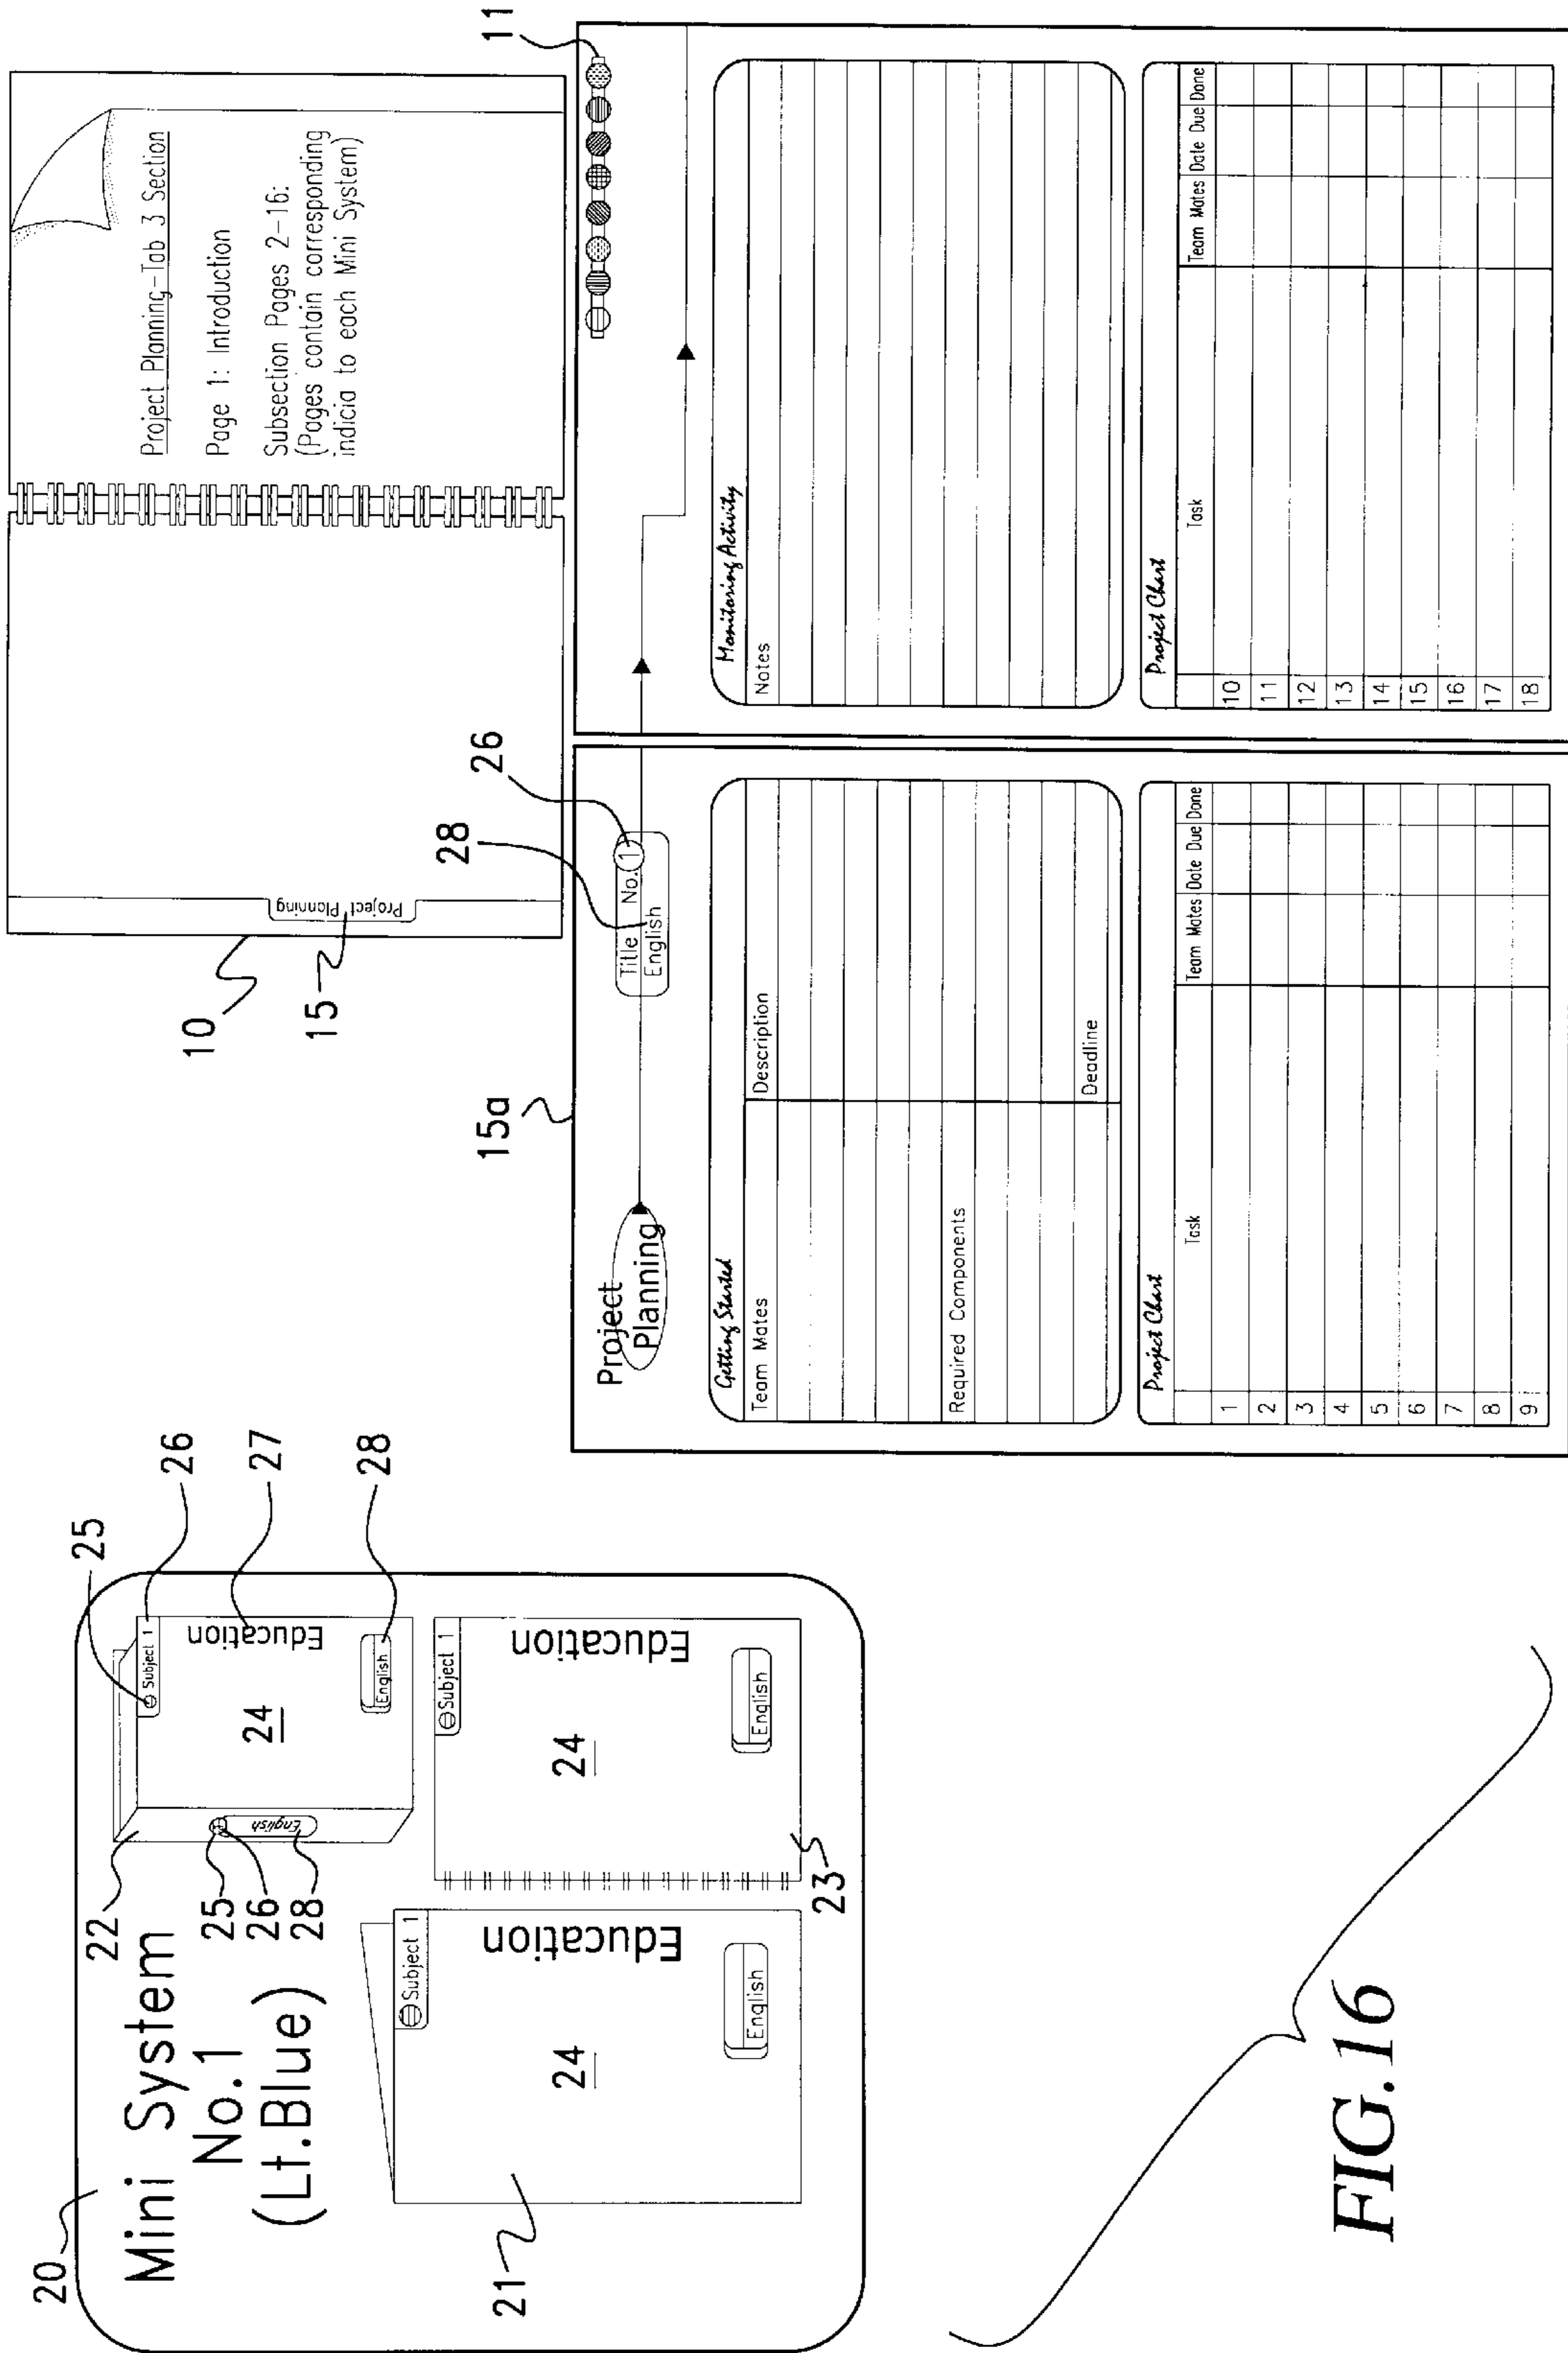 20
Mini System
No.1
(Lt.Blue)
22
25
26
28
English
25
Subject 1
26
Education
27
24
English
28
21
Subject 1
Education
24
English
Subject 1
Education
24
English
23
10
15
Project Planning
Project Planning-Tab 3 Section
Page 1: Introduction
Subsection Pages 2-16:
(Pages contain corresponding
indicia to each Mini System)
15a
Project
Planning
28
26
Title No. 1
English
11
Getting Started
Team Mates
Description
Required Components
Deadline
Monitoring Activity
Notes
Project Chart
Task Team Mates Date Due Done
1
2
3
4
5
6
7
8
9
Project Chart
Task Team Mates Date Due Done
10
11
12
13
14
15
16
17
18
FIG.16